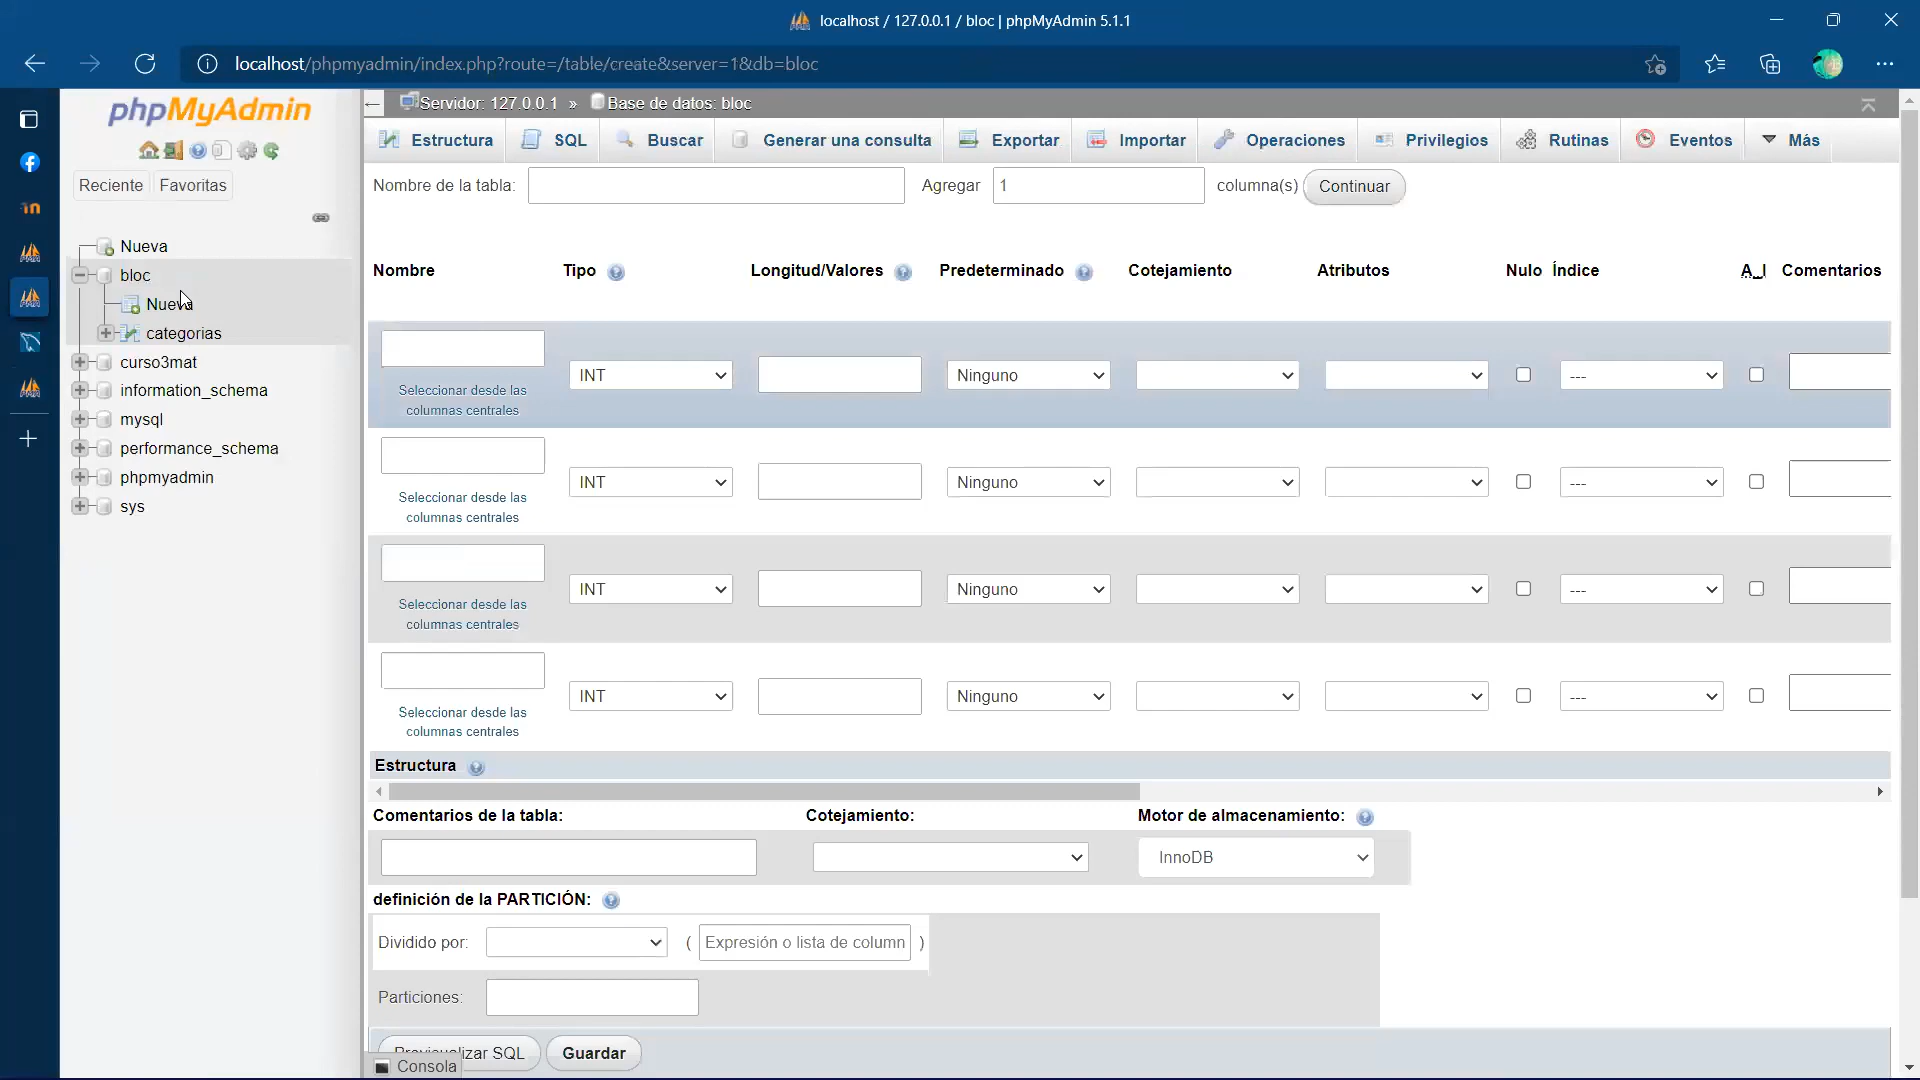 localhost / 127.0.0.1 / bloc | phpMyAdmin 5.1.1
localhost/phpmyadmin/index.php?route=/table/create&server=1&db=bloc
phpMyAdmin
Reciente Favoritas
Nueva
bloc
Nueva
categorias
curso3mat
information_schema
mysql
performance_schema
phpmyadmin
sys
Servidor: 127.0.0.1 » Base de datos: bloc
Estructura SQL Buscar Generar una consulta Exportar Importar Operaciones Privilegios Rutinas Eventos Más
Nombre de la tabla: Agregar 1 columna(s) Continuar
Nombre Tipo Longitud/Valores Predeterminado Cotejamiento Atributos Nulo Índice A_I Comentarios
INT Ninguno ---
Seleccionar desde las
columnas centrales
INT Ninguno ---
Seleccionar desde las
columnas centrales
INT Ninguno ---
Seleccionar desde las
columnas centrales
INT Ninguno ---
Seleccionar desde las
columnas centrales
Estructura
Comentarios de la tabla: Cotejamiento: Motor de almacenamiento:
InnoDB
definición de la PARTICIÓN:
Dividido por: ( Expresión o lista de column )
Particiones:
Previsualizar SQL Guardar
Consola